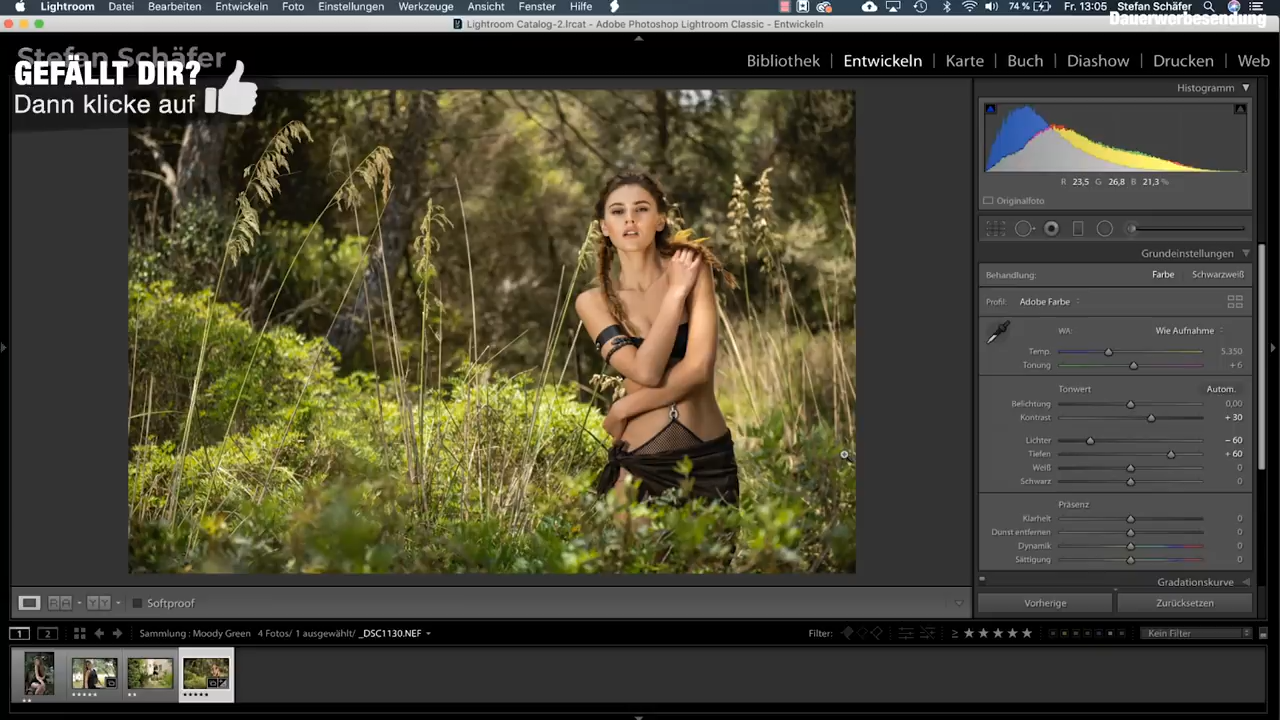 Lightroom Datei Bearbeiten Entwickeln Foto Einstellungen Werkzeuge Ansicht Fenster Hilfe 74 % Fr. 13:05 Stefan Schäfer
Dauerwerbesendung
Lightroom Catalog-2.lrcat - Adobe Photoshop Lightroom Classic - Entwickeln
Stefan Schäfer
GEFÄLLT DIR?
Dann klicke auf
Bibliothek | Entwickeln | Karte | Buch | Diashow | Drucken | Web
Histogramm
R 23,5 G 26,8 B 21,3 %
Originalfoto
Grundeinstellungen
Behandlung: Farbe Schwarzweiß
Profil: Adobe Farbe
WA: Wie Aufnahme
Temp. 5.350
Tonung + 6
Tonwert Autom.
Belichtung 0,00
Kontrast + 30
Lichter − 60
Tiefen + 60
Weiß 0
Schwarz 0
Präsenz
Klarheit 0
Dunst entfernen 0
Dynamik 0
Sättigung 0
Gradationskurve
Softproof
Vorherige Zurücksetzen
1 2 Sammlung : Moody Green 4 Fotos/ 1 ausgewählt/ _DSC1130.NEF Filter: Kein Filter